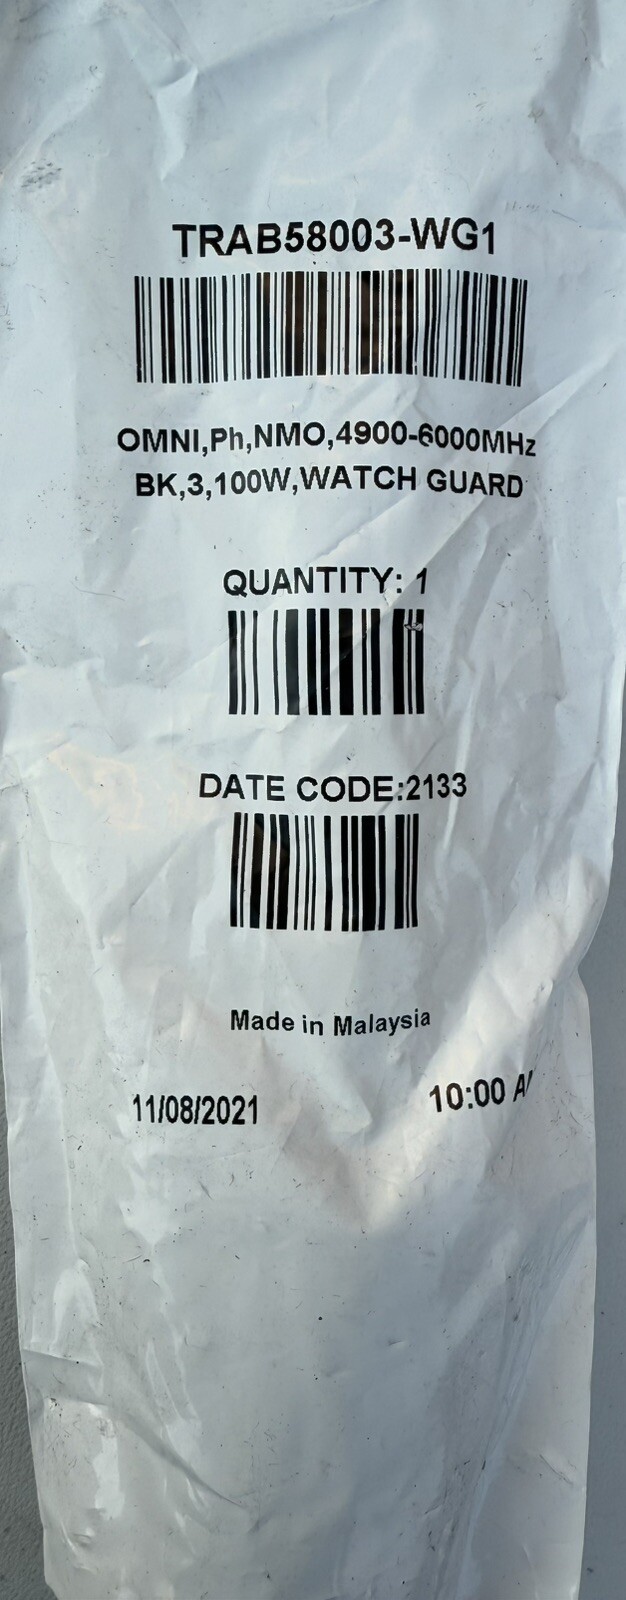 TRAB58003-WG1
OMNI,Ph,NMO,4900-6000MHz
BK,3,100W,WATCH GUARD
QUANTITY: 1
DATE CODE:2133
Made in Malaysia
11/08/2021 10:00